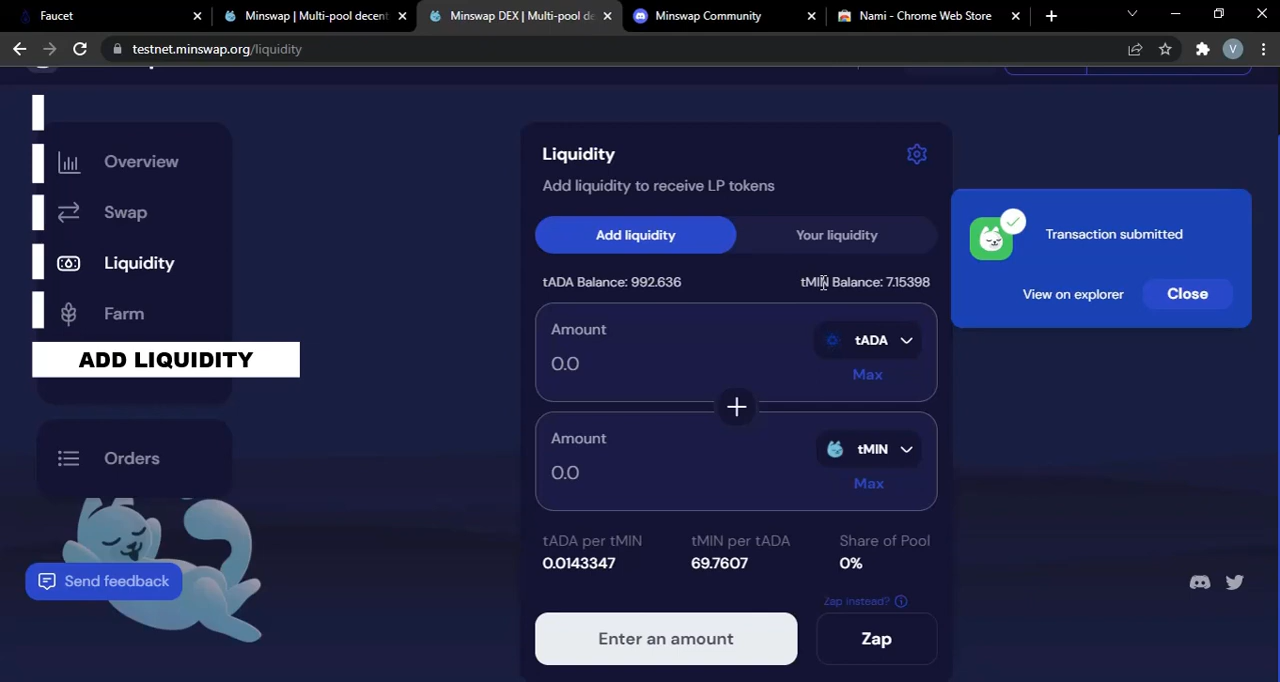 Faucet
Minswap | Multi-pool decent
Minswap DEX | Multi-pool de
Minswap Community
Nami - Chrome Web Store
testnet.minswap.org/liquidity
V
Overview
Swap
Liquidity
Farm
ADD LIQUIDITY
Orders
Send feedback
Liquidity
Add liquidity to receive LP tokens
Add liquidity
Your liquidity
tADA Balance: 992.636
tMIN Balance: 7.15398
Amount
0.0
tADA
Max
Amount
0.0
tMIN
Max
tADA per tMIN
0.0143347
tMIN per tADA
69.7607
Share of Pool
0%
Zap instead?
Enter an amount
Zap
Transaction submitted
View on explorer
Close